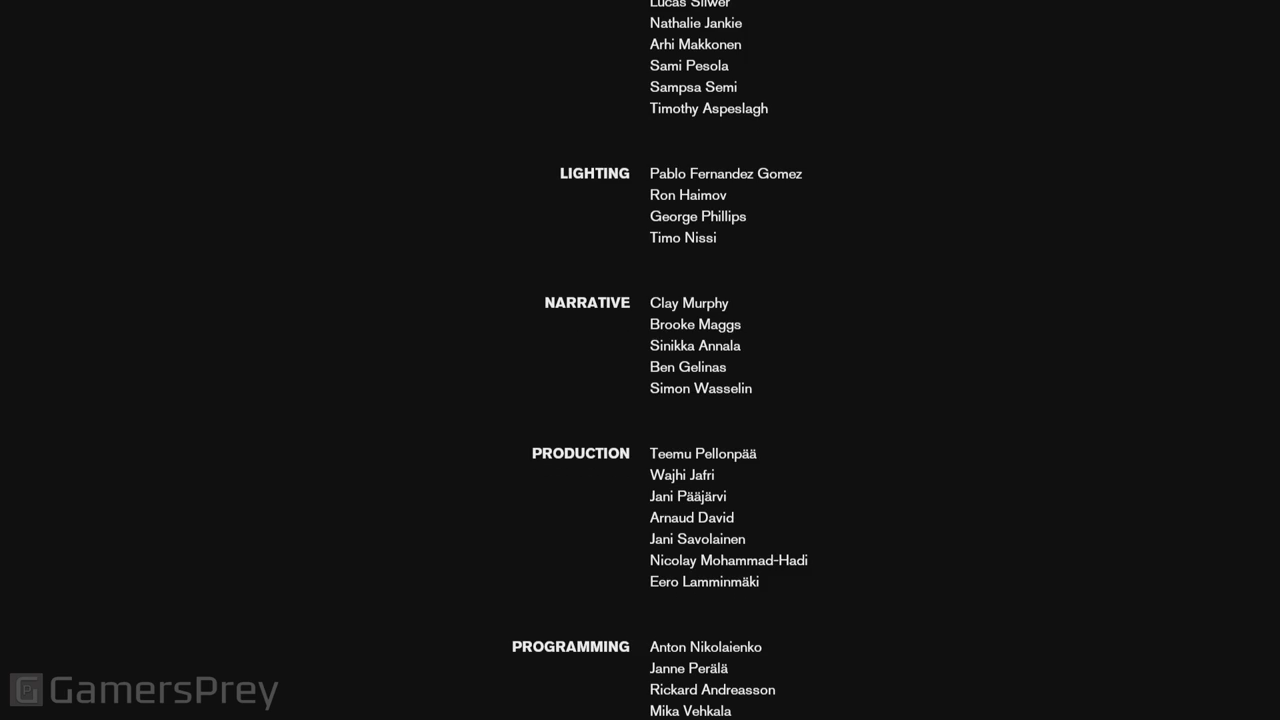 Lucas Silwer
Nathalie Jankie
Arhi Makkonen
Sami Pesola
Sampsa Semi
Timothy Aspeslagh
LIGHTING Pablo Fernandez Gomez
Ron Haimov
George Phillips
Timo Nissi
NARRATIVE Clay Murphy
Brooke Maggs
Sinikka Annala
Ben Gelinas
Simon Wasselin
PRODUCTION Teemu Pellonpää
Wajhi Jafri
Jani Pääjärvi
Arnaud David
Jani Savolainen
Nicolay Mohammad-Hadi
Eero Lamminmäki
PROGRAMMING Anton Nikolaienko
Janne Perälä
Rickard Andreasson
Mika Vehkala
GamersPrey